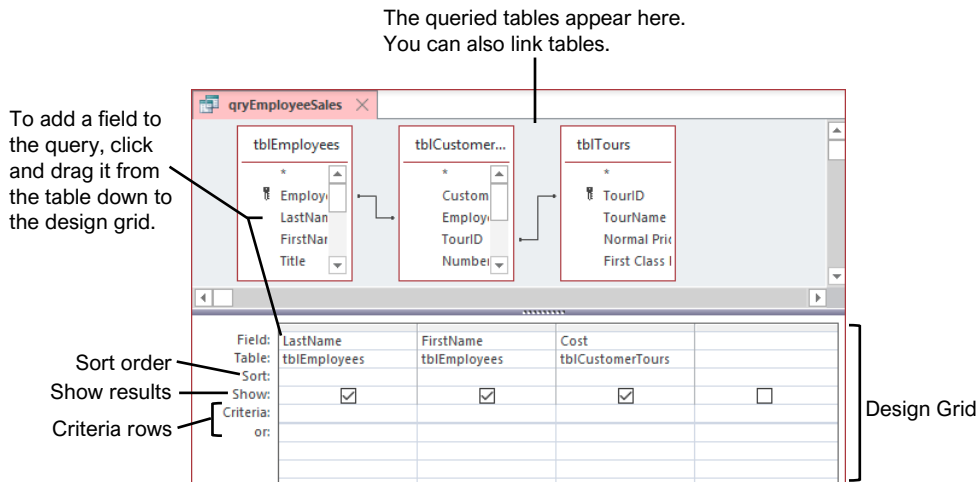 The queried tables appear here.
You can also link tables.
qryEmployeeSales
To add a field to
the query, click
and drag it from
the table down to
the design grid.
tblEmployees
*
Employ
LastNan
FirstNar
Title
tblCustomer...
*
Custom
Employ
TourID
Number
tblTours
*
TourID
TourName
Normal Pric
First Class
Field: LastName FirstName Cost
Table: tblEmployees tblEmployees tblCustomerTours
Sort:
Show:
Criteria:
or:
Sort order
Show results
Criteria rows
Design Grid